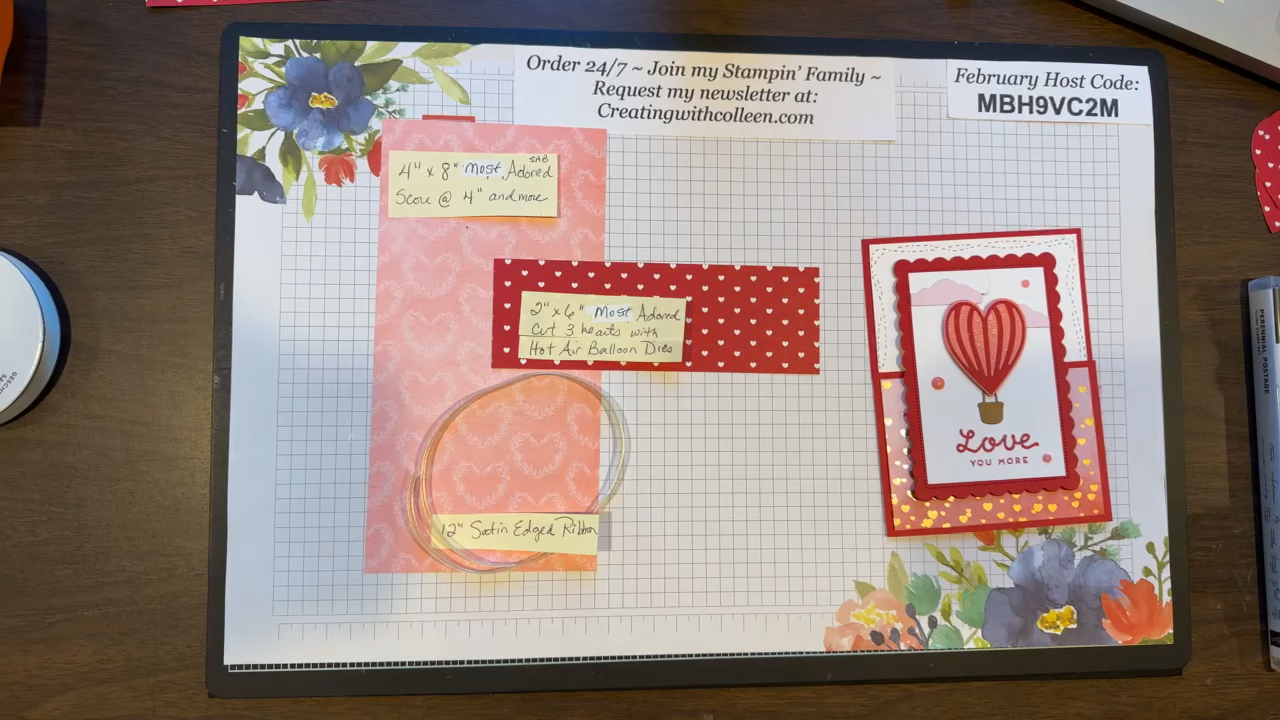 Order 24/7 ~ Join my Stampin' Family ~
Request my newsletter at:
Creatingwithcolleen.com
February Host Code:
MBH9VC2M
SAB
4" x 8" Most Adored
Score @ 4" and more
2" x 6" Most Adored
Cut 3 hearts with
Hot Air Balloon Dies
12" Satin Edged Ribbon
Love
YOU MORE
PERENNIAL POSTAGE